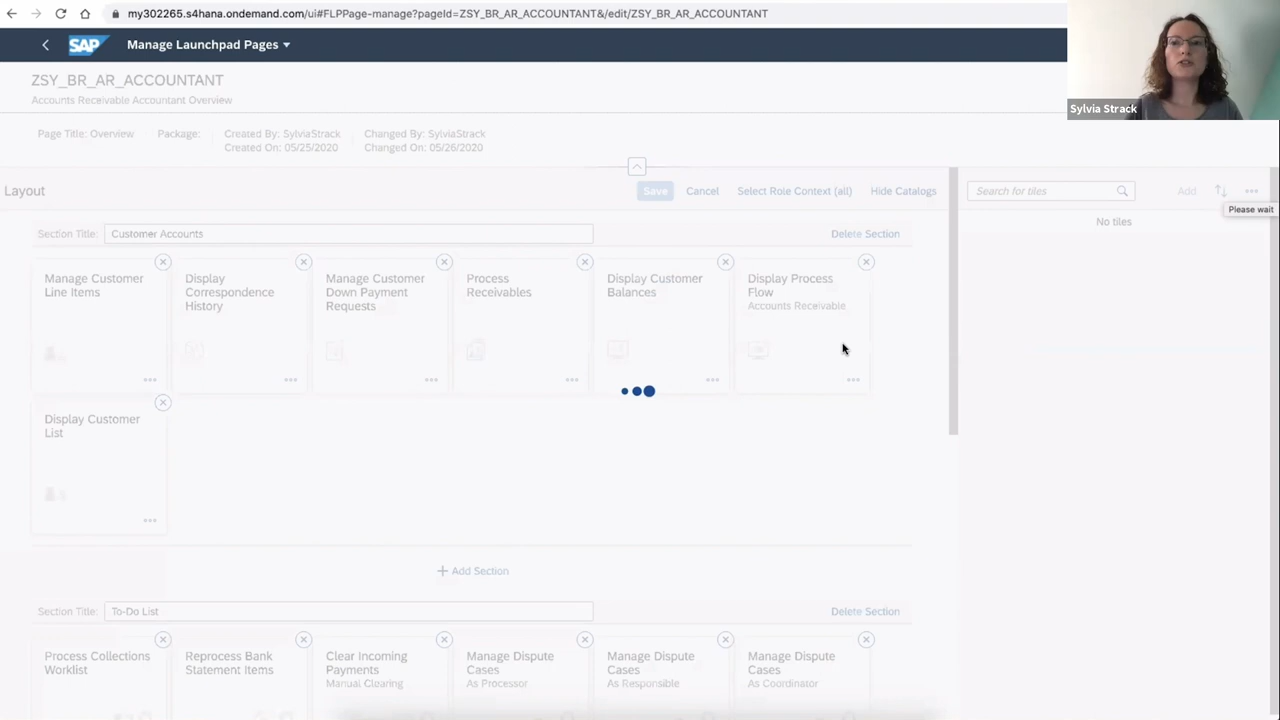 my302265.s4hana.ondemand.com/ui#FLPPage-manage?pageId=ZSY_BR_AR_ACCOUNTANT&/edit/ZSY_BR_AR_ACCOUNTANT
SAP Manage Launchpad Pages
Sylvia Strack
ZSY_BR_AR_ACCOUNTANT
Accounts Receivable Accountant Overview
Page Title: Overview Package: Created By: SylviaStrack Changed By: SylviaStrack
Created On: 05/25/2020 Changed On: 05/26/2020
Layout Save Cancel Select Role Context (all) Hide Catalogs
Search for tiles Add
Please wait
No tiles
Section Title: Customer Accounts Delete Section
Manage Customer
Line Items
Display
Correspondence
History
Manage Customer
Down Payment
Requests
Process
Receivables
Display Customer
Balances
Display Process
Flow
Accounts Receivable
Display Customer
List
+ Add Section
Section Title: To-Do List Delete Section
Process Collections
Worklist
Reprocess Bank
Statement Items
Clear Incoming
Payments
Manual Clearing
Manage Dispute
Cases
As Processor
Manage Dispute
Cases
As Responsible
Manage Dispute
Cases
As Coordinator